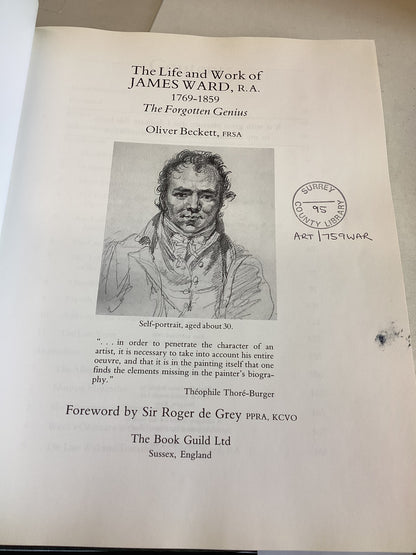 The Life and Work of
JAMES WARD, R.A.
1769-1859
The Forgotten Genius
Oliver Beckett, FRSA
SURREY
95
COUNTY LIBRARY
ART/759WAR
Self-portrait, aged about 30.
“. . . in order to penetrate the character of an
artist, it is necessary to take into account his entire
oeuvre, and that it is in the painting itself that one
finds the elements missing in the painter's biogra-
phy.”
Théophile Thoré-Burger
Foreword by Sir Roger de Grey PPRA, KCVO
The Book Guild Ltd
Sussex, England